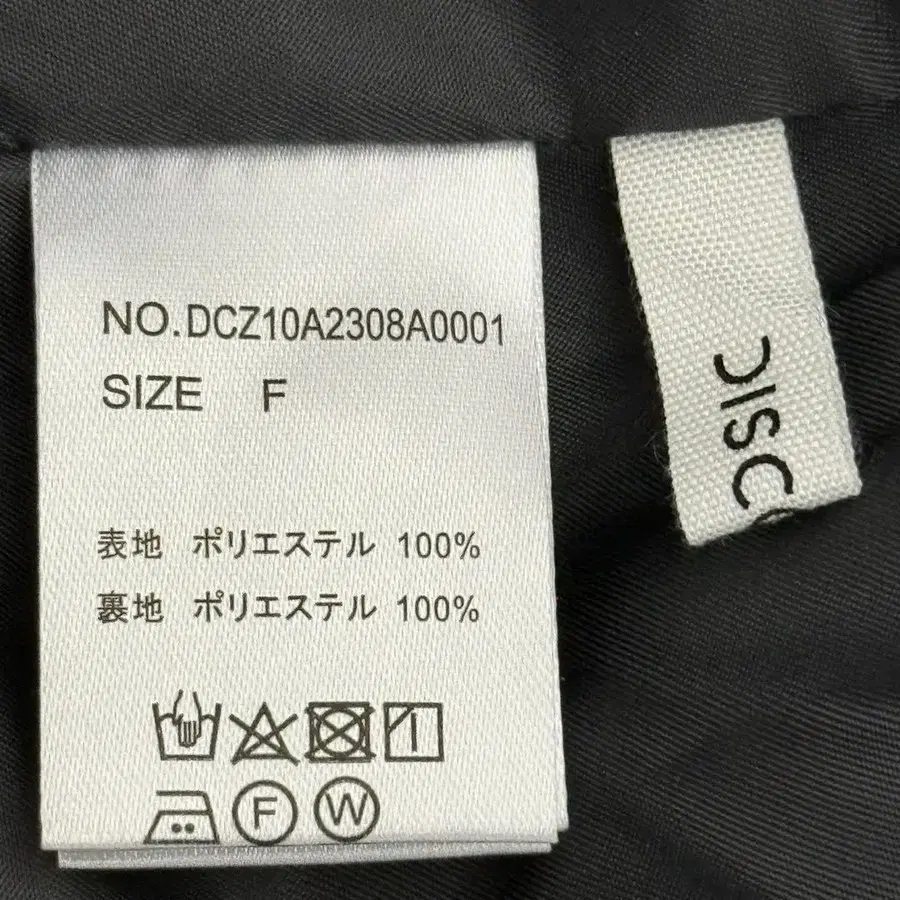 NO.DCZ10A2308A0001
SIZE F
表地 ポリエステル 100%
裏地 ポリエステル 100%
F W
DISC